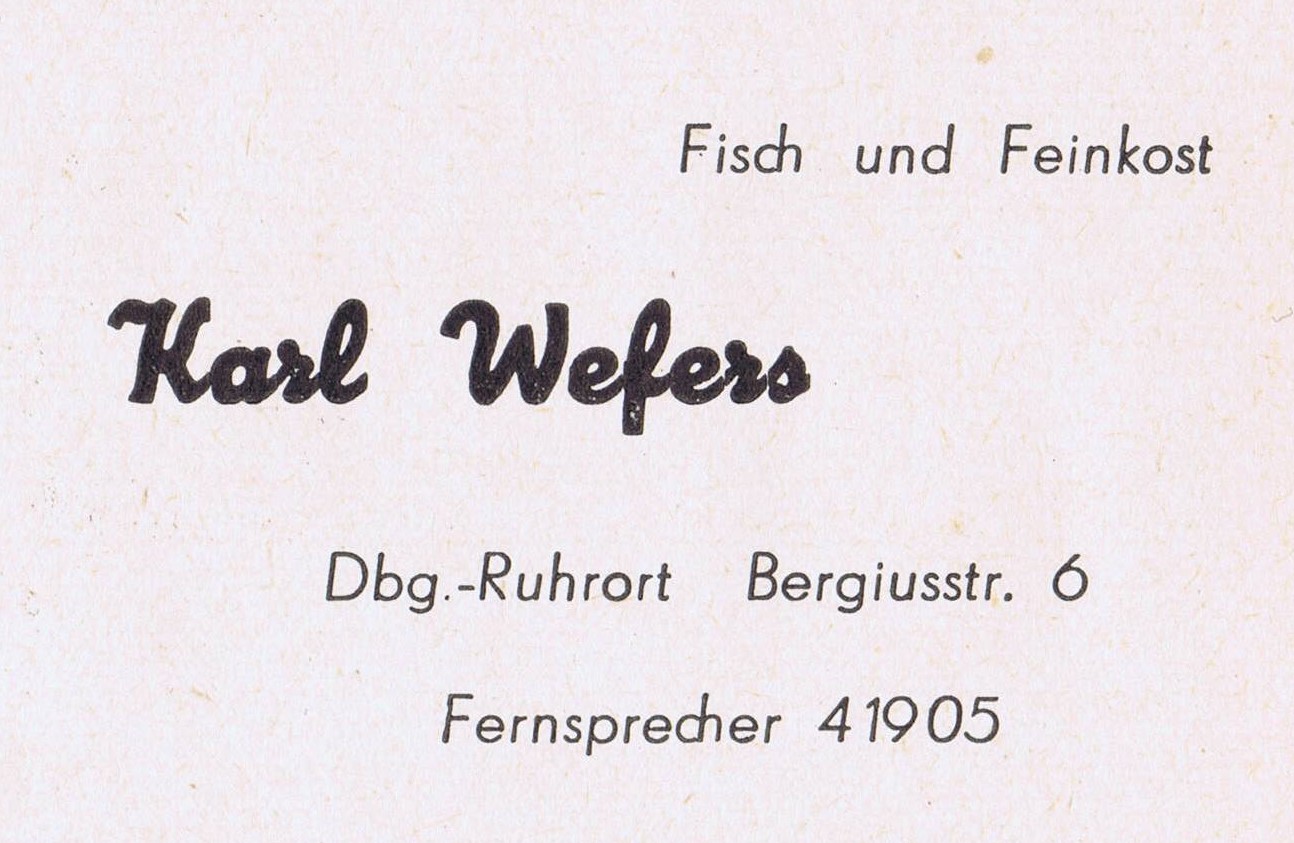 Fisch und Feinkost
Karl Wefers
Dbg.-Ruhrort Bergiusstr. 6
Fernsprecher 41905